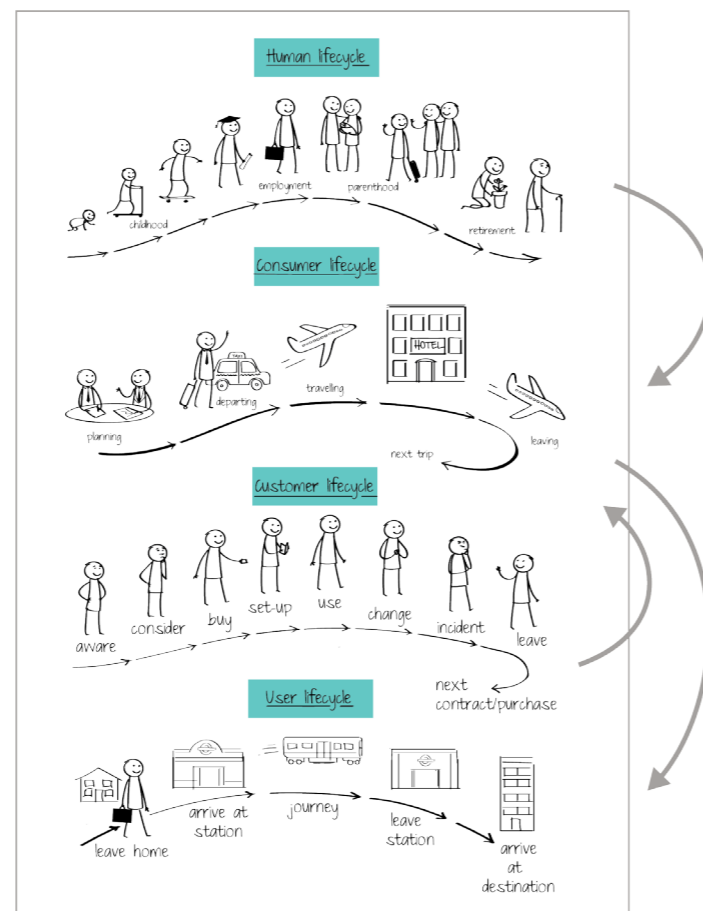 Human lifecycle
employment
parenthood
childhood
retirement
Consumer lifecycle
TAXI
HOTEL
travelling
departing
planning
leaving
next trip
Customer lifecycle
aware
consider
buy
set-up
use
change
incident
leave
next
contract/purchase
User lifecycle
leave home
arrive at
station
journey
leave
station
arrive
at
destination